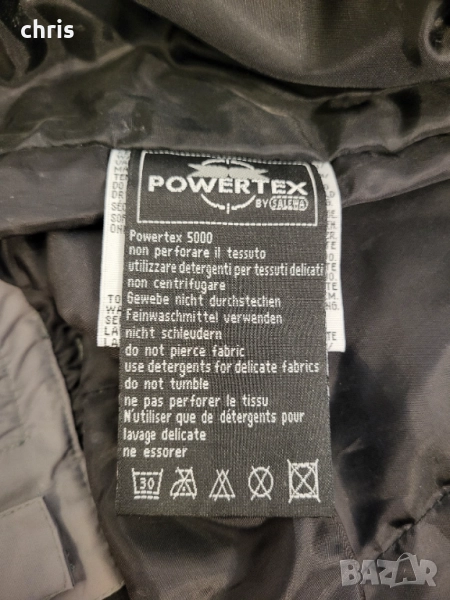 chris
POWERTEX
BY SALEWA
Powertex 5000
non perforare il tessuto
utilizzare detergenti per tessuti delicati
non centrifugare
Gewebe nicht durchstechen
Feinwaschmittel verwenden
nicht schleudern
do not pierce fabric
use detergents for delicate fabrics
do not tumble
ne pas perforer le tissu
N'utiliser que de détergents pour
lavage delicate
ne essorer
30
BAZAR